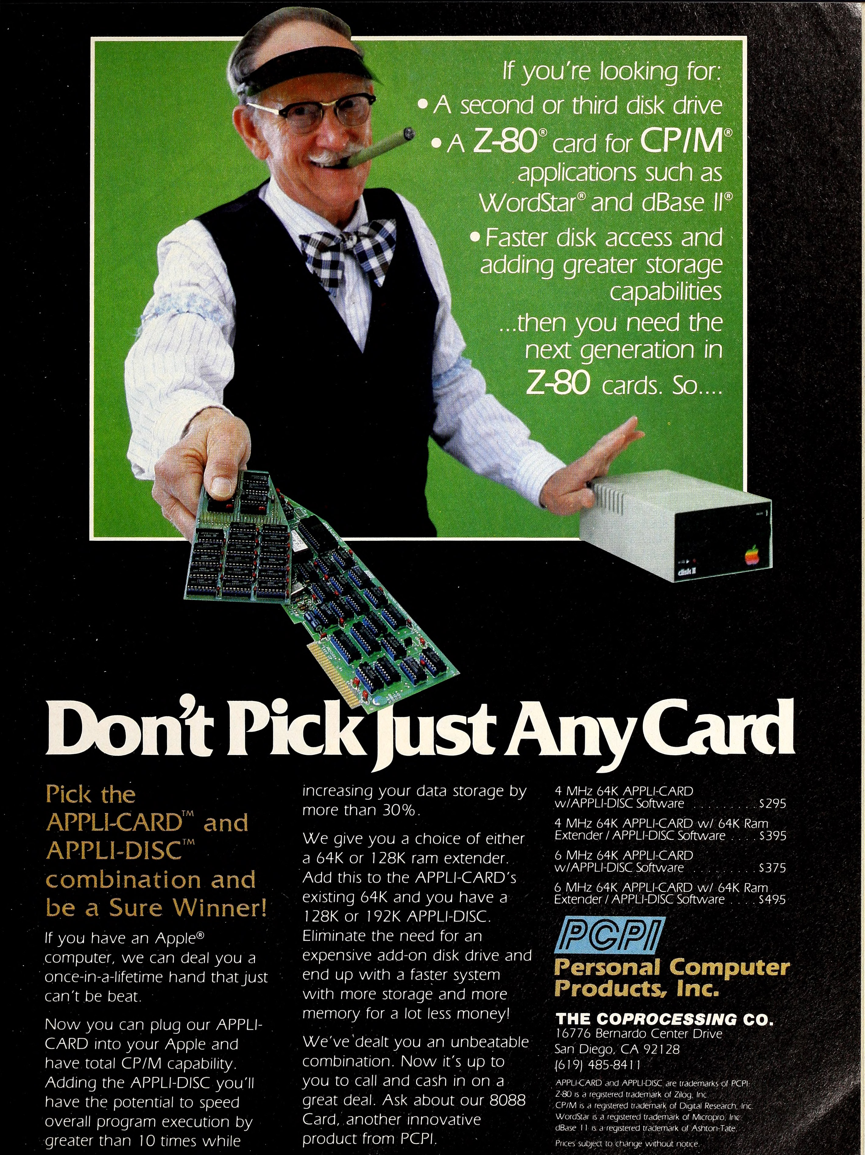 If you're looking for:
• A second or third disk drive
• A Z-80® card for CP/M®
applications such as
WordStar® and dBase II®
• Faster disk access and
adding greater storage
capabilities
...then you need the
next generation in
Z-80 cards. So....
disk II
Don't Pick Just Any Card
Pick the
APPLI-CARD™ and
APPLI-DISC™
combination and
be a Sure Winner!
If you have an Apple®
computer, we can deal you a
once-in-a-lifetime hand that just
can't be beat.
Now you can plug our APPLI-
CARD into your Apple and
have total CP/M capability.
Adding the APPLI-DISC you'll
have the potential to speed
overall program execution by
greater than 10 times while
increasing your data storage by
more than 30%.
We give you a choice of either
a 64K or 128K ram extender.
Add this to the APPLI-CARD's
existing 64K and you have a
128K or 192K APPLI-DISC.
Eliminate the need for an
expensive add-on disk drive and
end up with a faster system
with more storage and more
memory for a lot less money!
We've dealt you an unbeatable
combination. Now it's up to
you to call and cash in on a
great deal. Ask about our 8088
Card, another innovative
product from PCPI.
4 MHz 64K APPLI-CARD
w/APPLI-DISC Software . . . . . . . . . $295
4 MHz 64K APPLI-CARD w/ 64K Ram
Extender / APPLI-DISC Software . . . . $395
6 MHz 64K APPLI-CARD
w/APPLI-DISC Software . . . . . . . . . $375
6 MHz 64K APPLI-CARD w/ 64K Ram
Extender / APPLI-DISC Software . . . . $495
PCPI
Personal Computer
Products, Inc.
THE COPROCESSING CO.
16776 Bernardo Center Drive
San Diego, CA 92128
(619) 485-8411
APPLI-CARD and APPLI-DISC are trademarks of PCPI.
Z-80 is a registered trademark of Zilog, Inc.
CP/M is a registered trademark of Digital Research, Inc.
WordStar is a registered trademark of Micropro, Inc.
dBase 11 is a registered trademark of Ashton-Tate.
Prices subject to change without notice.